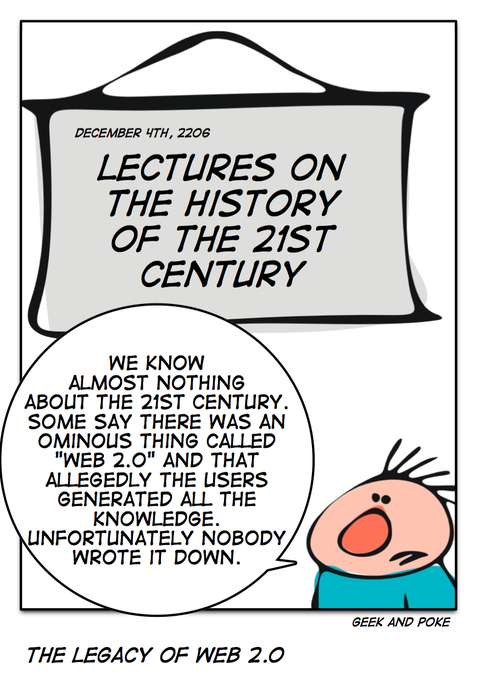 DECEMBER 4TH, 2206
LECTURES ON
THE HISTORY
OF THE 21ST
CENTURY
WE KNOW
ALMOST NOTHING
ABOUT THE 21ST CENTURY.
SOME SAY THERE WAS AN
OMINOUS THING CALLED
"WEB 2.0" AND THAT
ALLEGEDLY THE USERS
GENERATED ALL THE
KNOWLEDGE.
UNFORTUNATELY NOBODY
WROTE IT DOWN.
GEEK AND POKE
THE LEGACY OF WEB 2.0